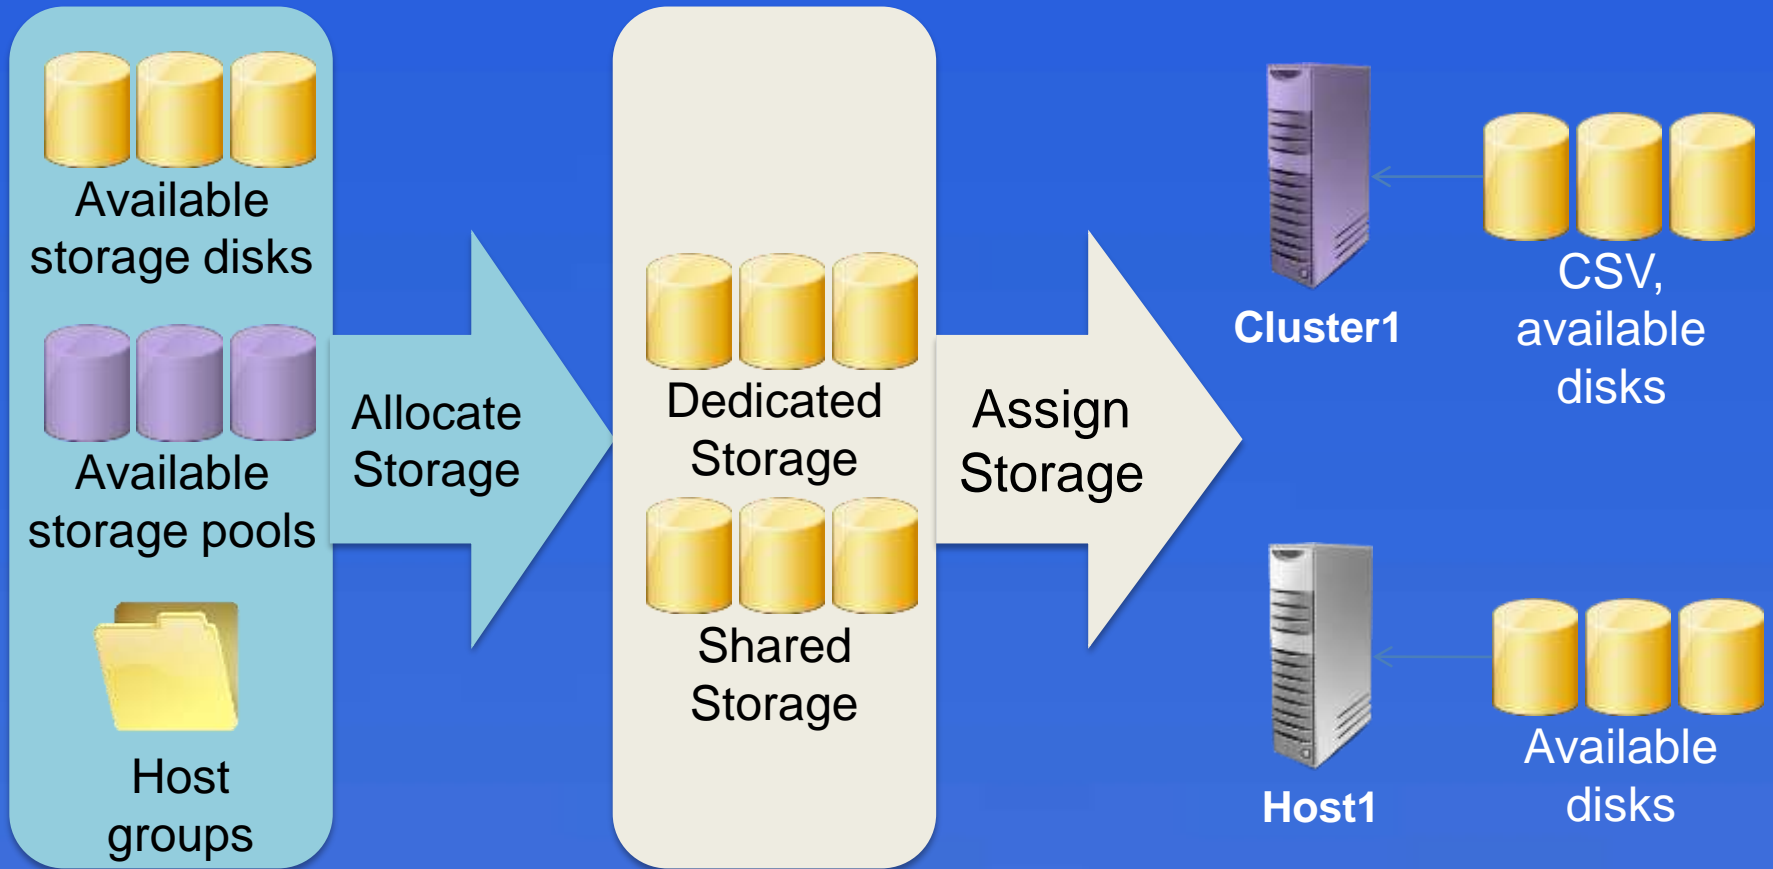 Available
storage disks
Available
storage pools
Host
groups
Allocate
Storage
Dedicated
Storage
Shared
Storage
Assign
Storage
Cluster1
CSV,
available
disks
Host1
Available
disks